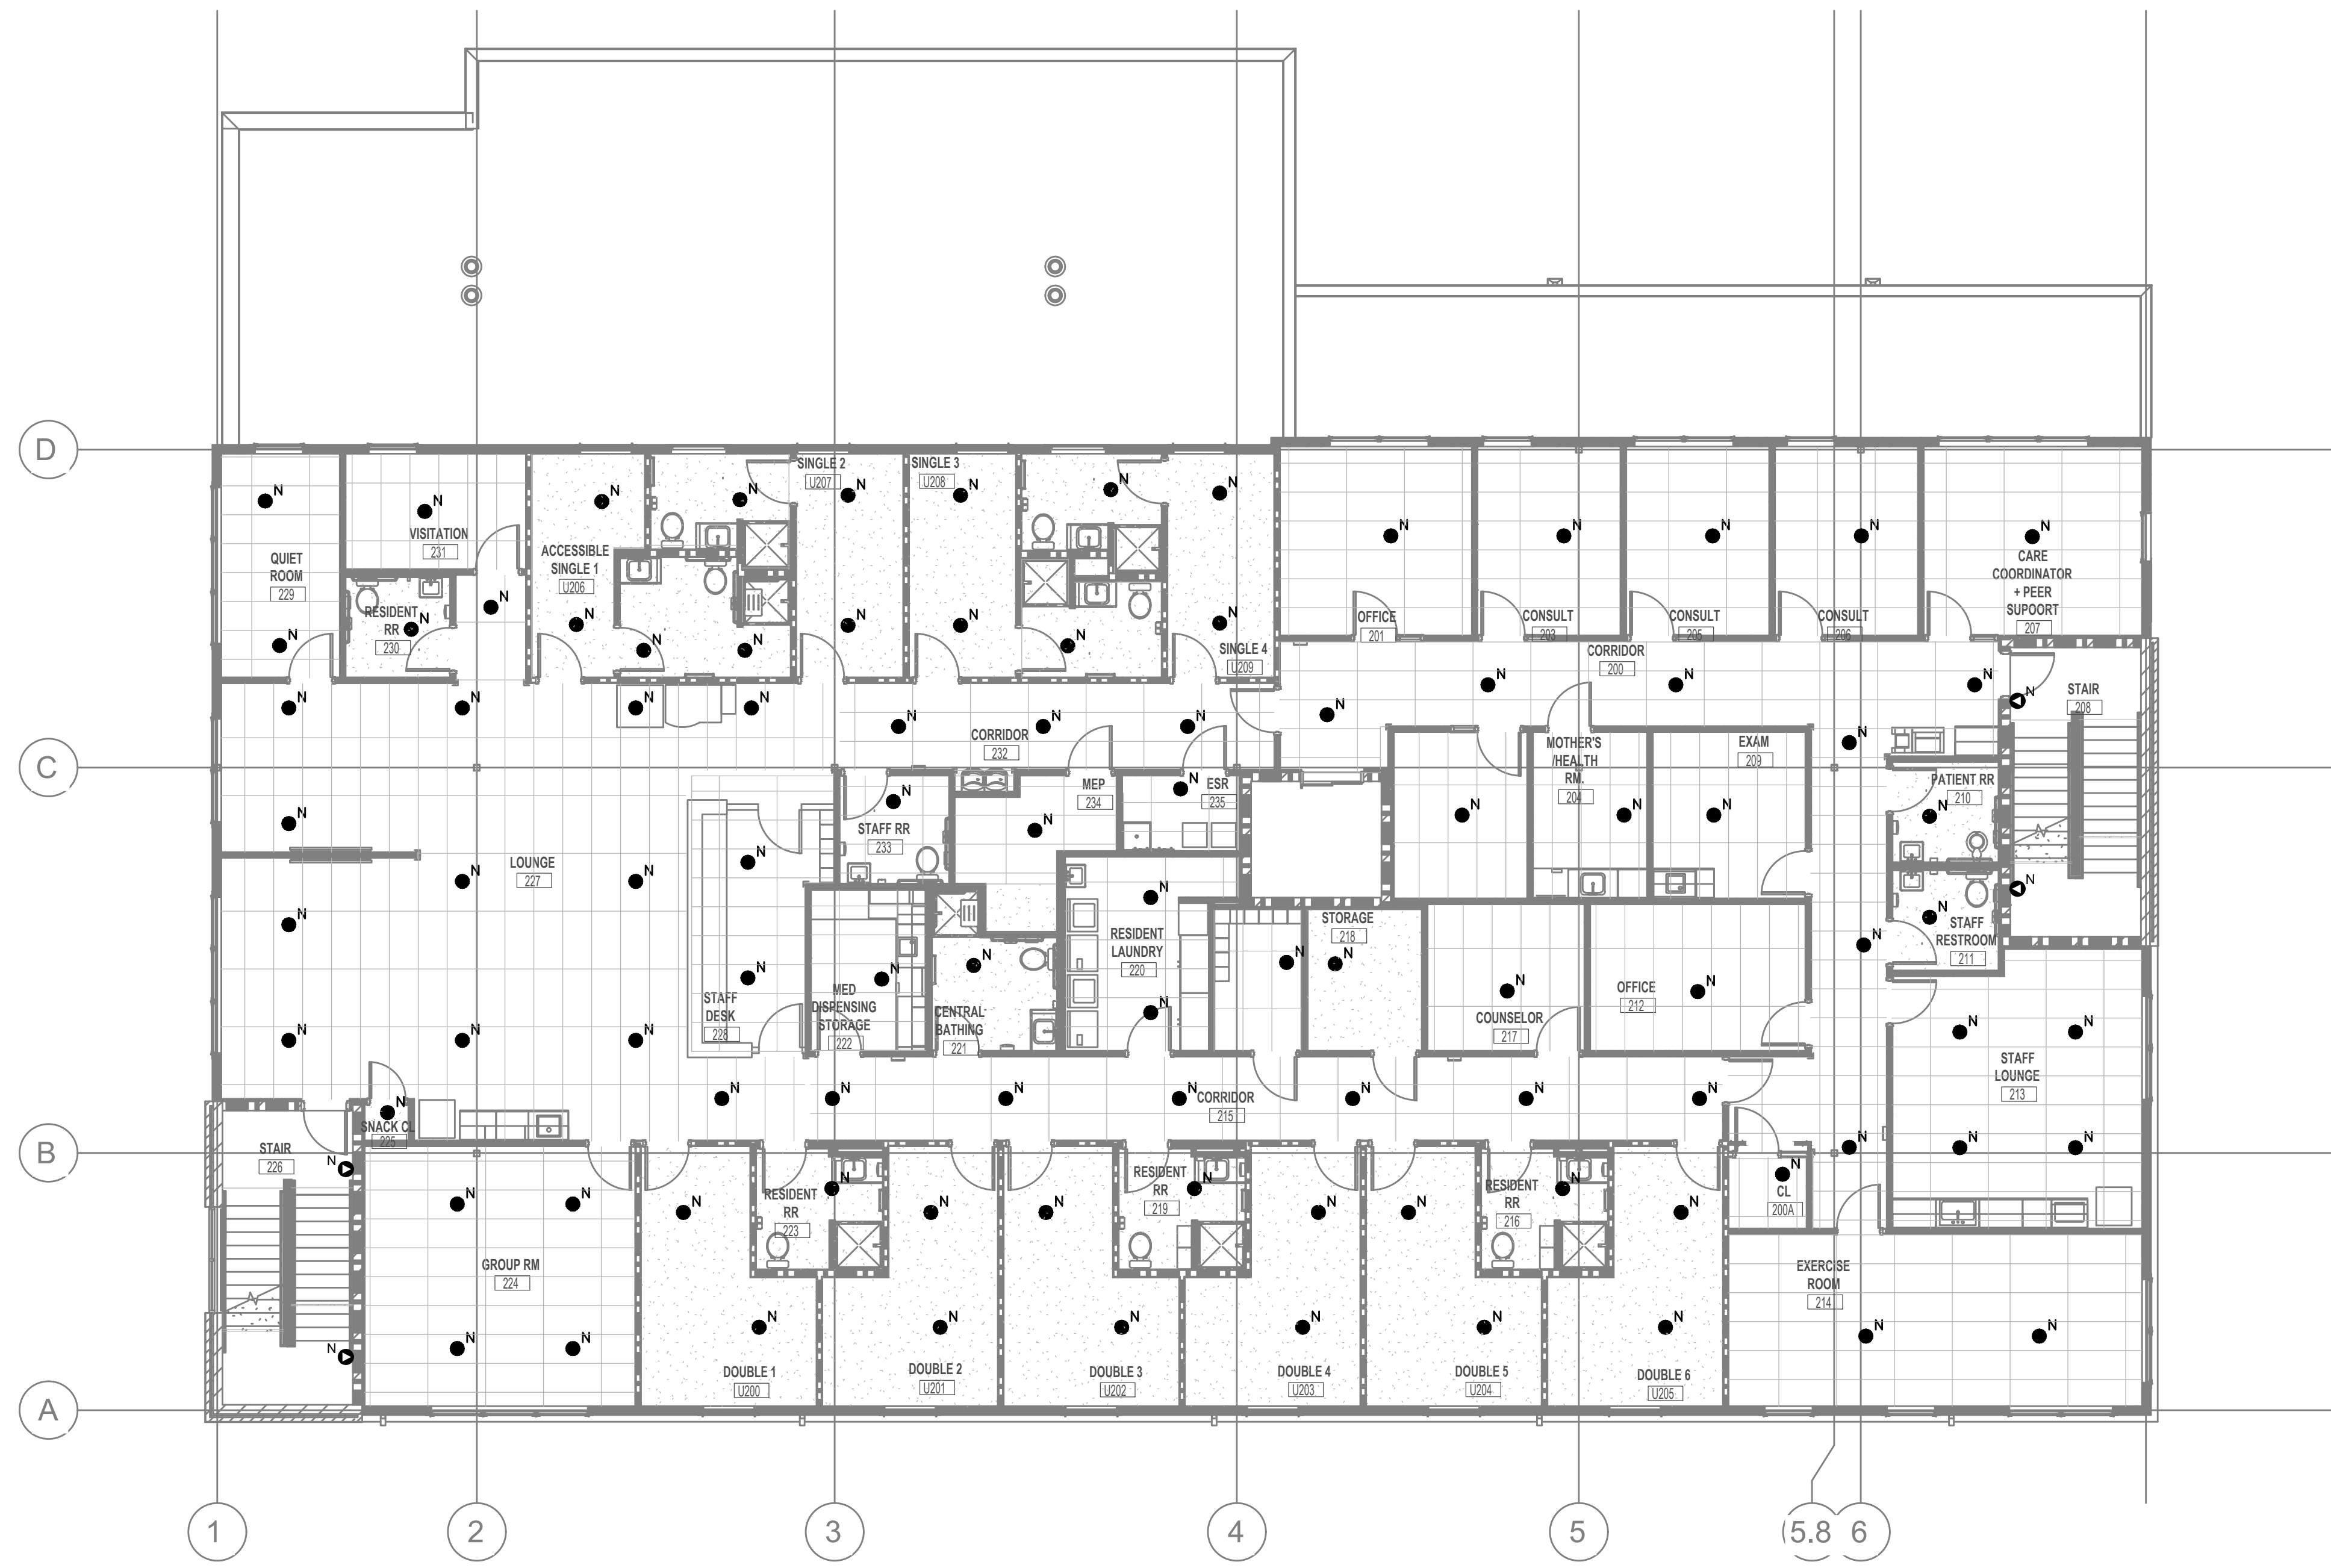 D
SINGLE 2
U207
SINGLE 3
U208
N
N
N
N
N
N
N
N
VISITATION
231
N
N
N
N
N
QUIET
ROOM
229
ACCESSIBLE
SINGLE 1
U206
CARE
COORDINATOR
+ PEER
SUPOORT
207
RESIDENT
RR
230
N
N
N
N
N
N
N
N
N
N
OFFICE
201
CONSULT
203
CONSULT
205
CONSULT
206
SINGLE 4
U209
CORRIDOR
200
STAIR
208
N
N
N
N
N
N
N
N
N
N
N
N
N
CORRIDOR
232
MOTHER'S
/HEALTH
RM.
204
EXAM
209
N
C
MEP
234
ESR
235
N
PATIENT RR
210
N
N
N
N
N
N
N
N
STAFF RR
233
LOUNGE
227
N
N
N
N
N
N
N
STAFF
RESTROOM
211
STORAGE
218
RESIDENT
LAUNDRY
220
N
N
N
N
N
N
N
N
N
OFFICE
212
COUNSELOR
217
MED
DISPENSING
STORAGE
222
STAFF
DESK
228
CENTRAL
BATHING
221
N
N
N
N
N
N
STAFF
LOUNGE
213
N
N
N
N
N
N
N
N
CORRIDOR
215
SNACK CL
225
B
STAIR
226
N
N
N
N
N
CL
200A
RESIDENT
RR
223
RESIDENT
RR
219
RESIDENT
RR
216
N
N
N
N
N
N
N
N
N
N
N
GROUP RM
224
EXERCISE
ROOM
214
N
N
N
N
N
N
N
N
N
N
N
DOUBLE 1
U200
DOUBLE 2
U201
DOUBLE 3
U202
DOUBLE 4
U203
DOUBLE 5
U204
DOUBLE 6
U205
A
1
2
3
4
5
5.8
6